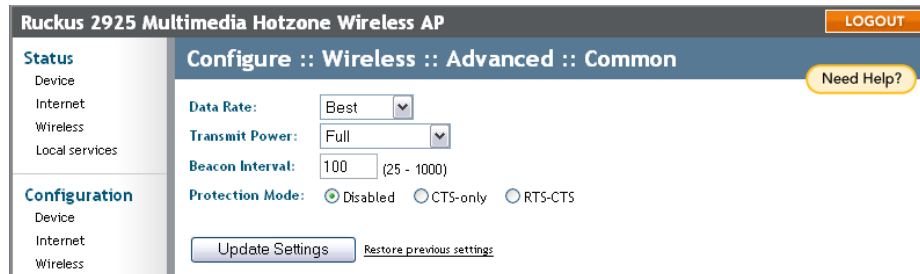 Ruckus 2925 Multimedia Hotzone Wireless AP
LOGOUT
Status
Device
Internet
Wireless
Local services
Configuration
Device
Internet
Wireless
Configure :: Wireless :: Advanced :: Common
Need Help?
Data Rate: Best
Transmit Power: Full
Beacon Interval: 100 (25 - 1000)
Protection Mode: Disabled CTS-only RTS-CTS
Update Settings Restore previous settings